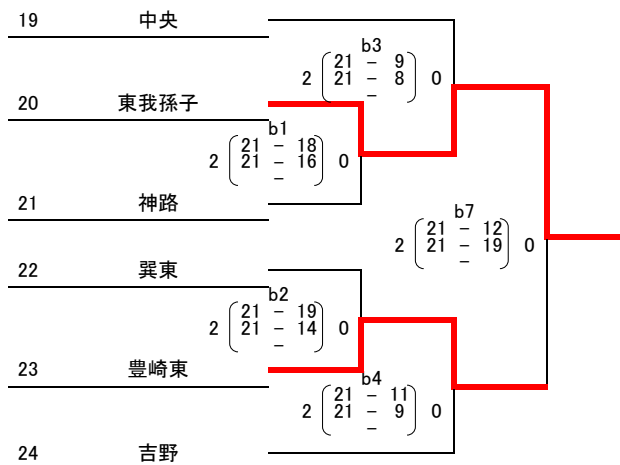 19 中央
b3
21 - 9
2 21 - 8 0
-
20 東我孫子
b1
21 - 18
2 21 - 16 0
-
21 神路
b7
21 - 12
2 21 - 19 0
-
22 巽東
b2
21 - 19
2 21 - 14 0
-
23 豊崎東
b4
21 - 11
2 21 - 9 0
-
24 吉野